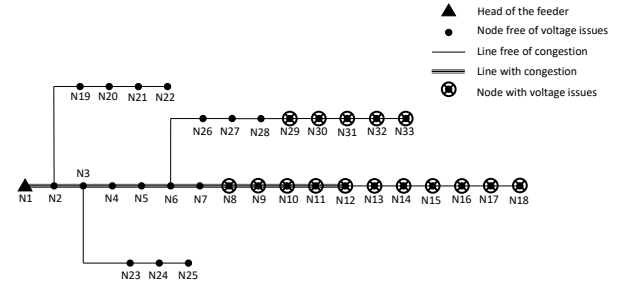 Head of the feeder
Node free of voltage issues
Line free of congestion
Line with congestion
Node with voltage issues
N19 N20 N21 N22
N26 N27 N28 N29 N30 N31 N32 N33
N3
N1 N2 N4 N5 N6 N7 N8 N9 N10 N11 N12 N13 N14 N15 N16 N17 N18
N23 N24 N25